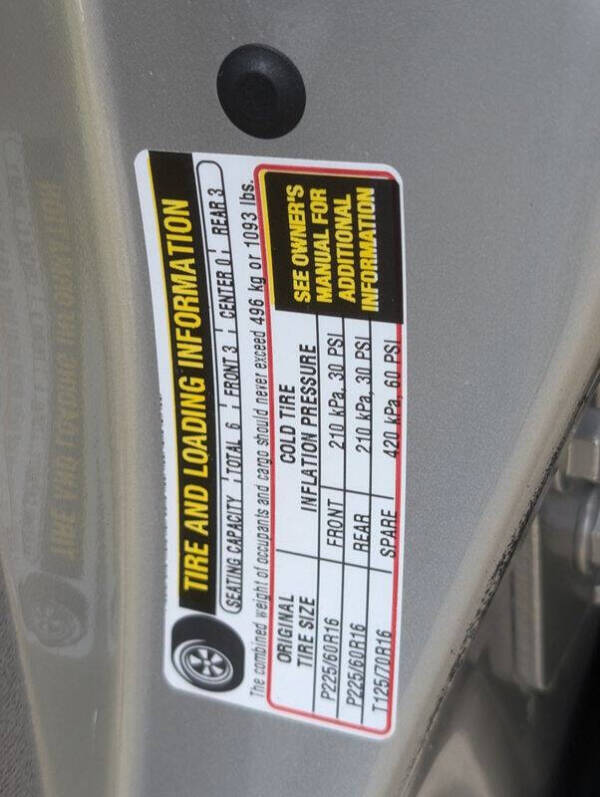 TIRE AND LOADING INFORMATION
SEATING CAPACITY TOTAL 6 FRONT 3 CENTER 0 REAR 3
The combined weight of occupants and cargo should never exceed 496 kg or 1093 lbs.
ORIGINAL TIRE SIZE COLD TIRE INFLATION PRESSURE
SEE OWNER'S
MANUAL FOR
ADDITIONAL
INFORMATION
P225/60R16 FRONT 210 kPa, 30 PSI
P225/60R16 REAR 210 kPa, 30 PSI
T125/70R16 SPARE 420 kPa, 60 PSI